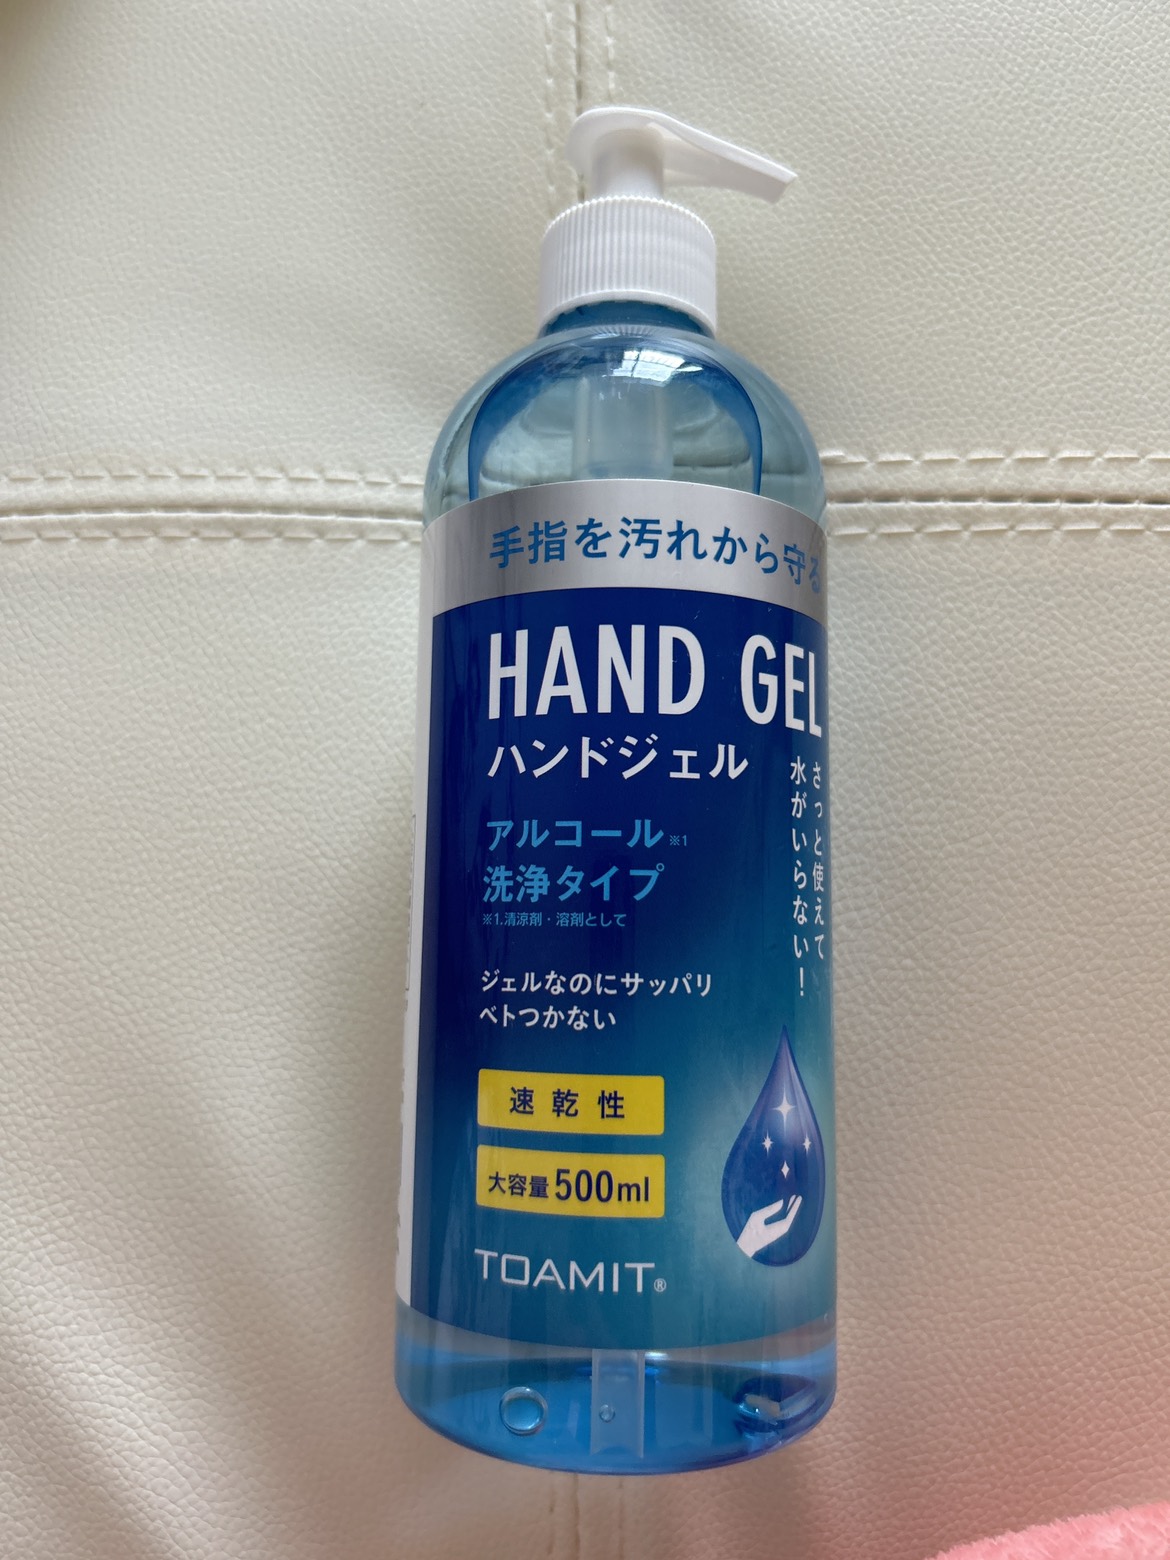 手指を汚れから守る
HAND GEL
ハンドジェル
さっと使えて
水がいらない！
アルコール※1
洗浄タイプ
※1.清涼剤・溶剤として
ジェルなのにサッパリ
ベトつかない
速乾性
大容量500ml
TOAMIT®